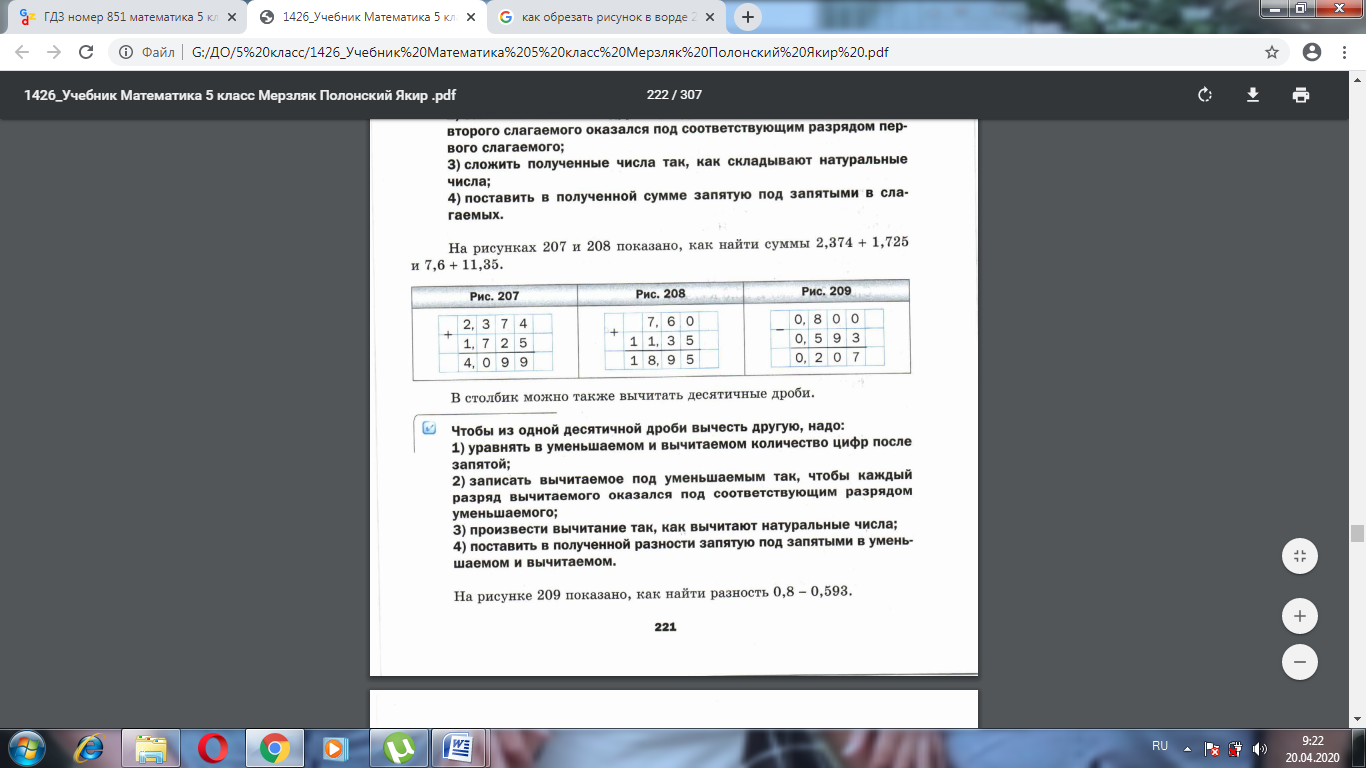 ГДЗ номер 851 математика 5 кл
1426_Учебник Математика 5 кл
как обрезать рисунок в ворде 2
Файл
G:/ДО/5%20класс/1426_Учебник%20Математика%205%20класс%20Мерзляк%20Полонский%20Якир%20.pdf
1426_Учебник Математика 5 класс Мерзляк Полонский Якир .pdf
222 / 307
второго слагаемого оказался под соответствующим разрядом пер-
вого слагаемого;
3) сложить полученные числа так, как складывают натуральные
числа;
4) поставить в полученной сумме запятую под запятыми в сла-
гаемых.
На рисунках 207 и 208 показано, как найти суммы 2,374 + 1,725
и 7,6 + 11,35.
Рис. 207
+ 2,374
1,725
4,099
Рис. 208
+ 7,60
11,35
18,95
Рис. 209
− 0,800
0,593
0,207
В столбик можно также вычитать десятичные дроби.
Чтобы из одной десятичной дроби вычесть другую, надо:
1) уравнять в уменьшаемом и вычитаемом количество цифр после
запятой;
2) записать вычитаемое под уменьшаемым так, чтобы каждый
разряд вычитаемого оказался под соответствующим разрядом
уменьшаемого;
3) произвести вычитание так, как вычитают натуральные числа;
4) поставить в полученной разности запятую под запятыми в умень-
шаемом и вычитаемом.
На рисунке 209 показано, как найти разность 0,8 − 0,593.
221
RU
9:22
20.04.2020